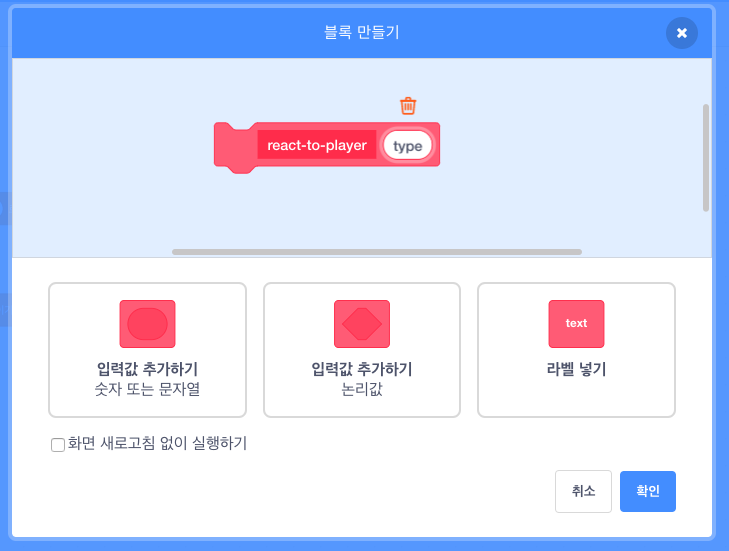 블록 만들기
react-to-player type
text
입력값 추가하기
숫자 또는 문자열
입력값 추가하기
논리값
라벨 넣기
화면 새로고침 없이 실행하기
취소 확인